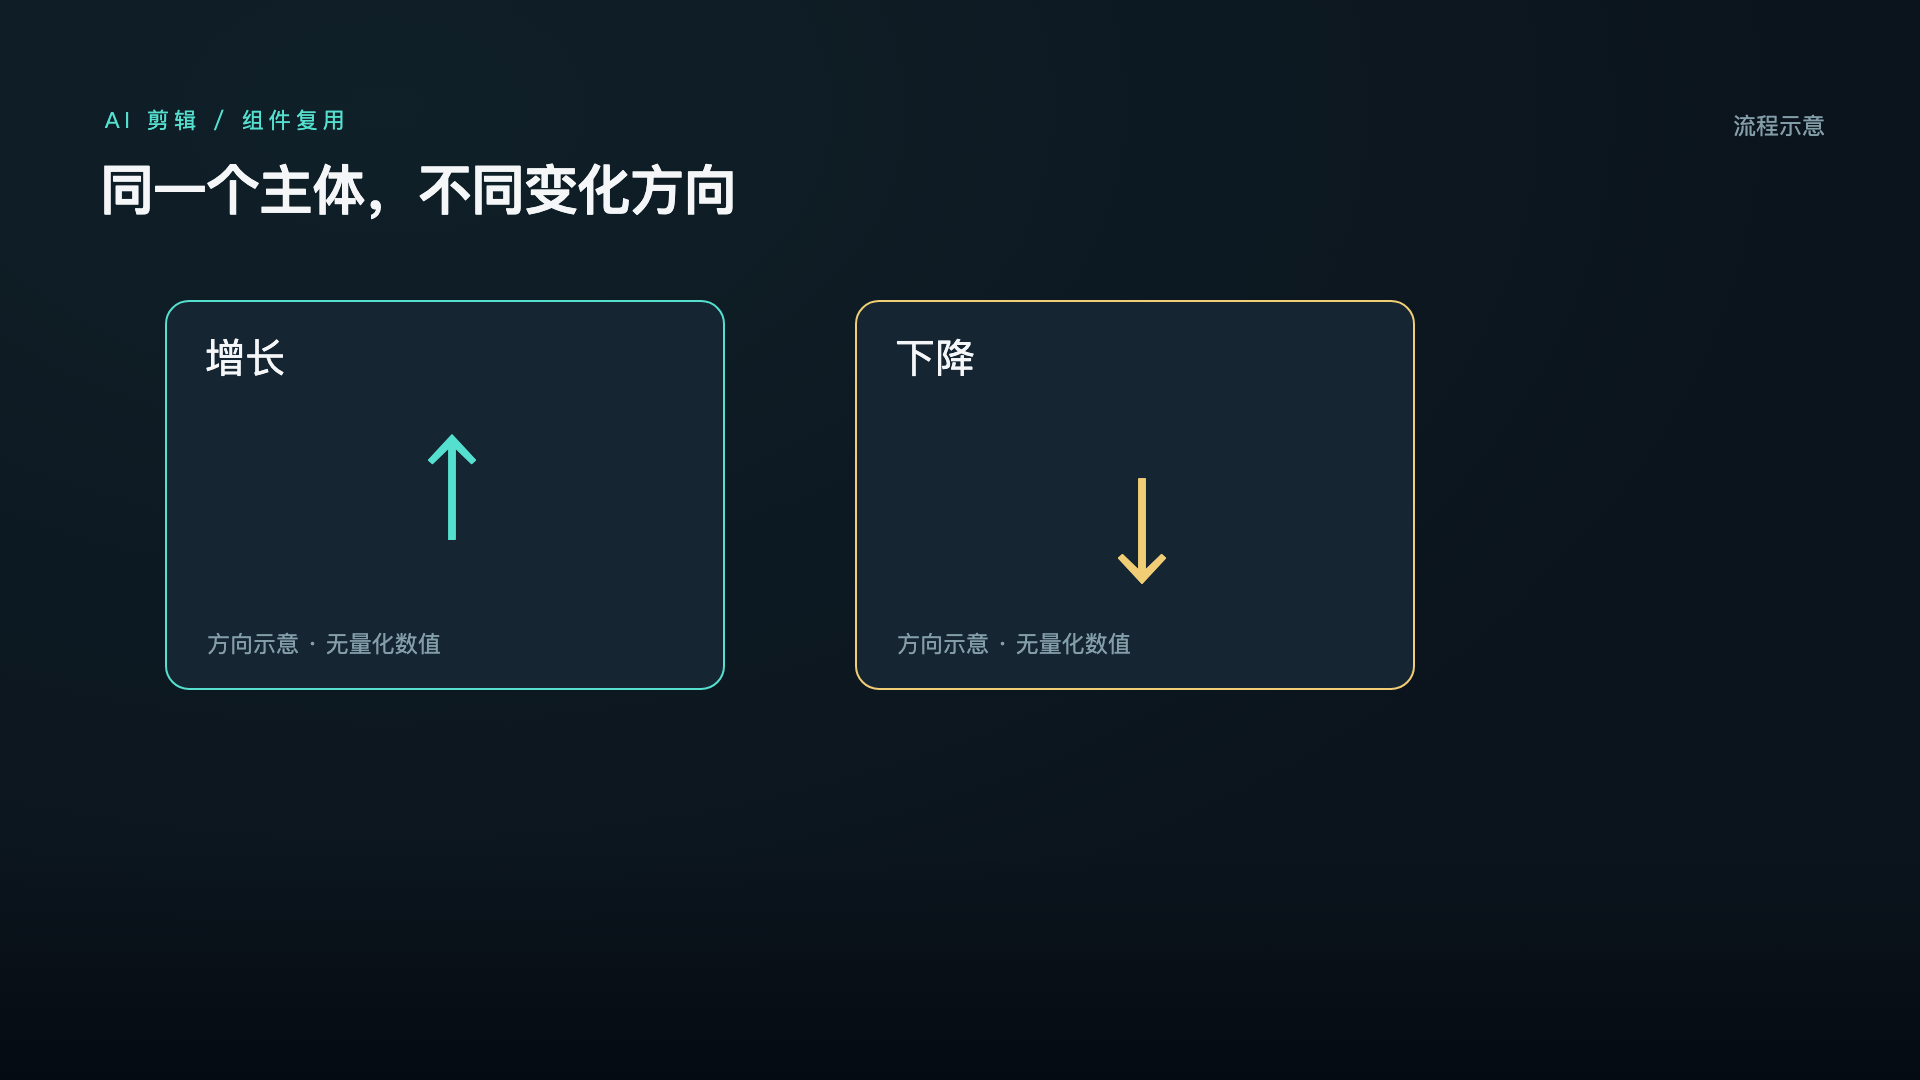 AI 剪辑 / 组件复用
流程示意
同一个主体，不同变化方向
增长
下降
方向示意 · 无量化数值
方向示意 · 无量化数值